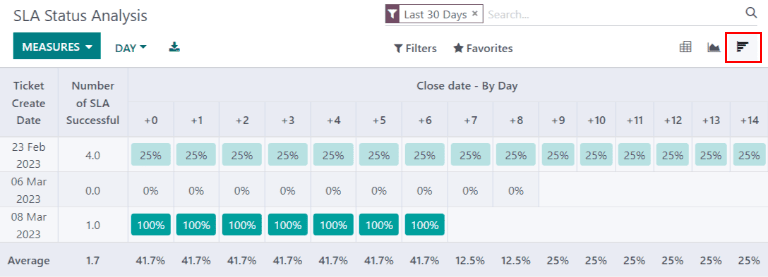 SLA Status Analysis
Last 30 Days × Search...
MEASURES DAY Filters Favorites
Ticket Create Date Number of SLA Successful Close date - By Day
+0 +1 +2 +3 +4 +5 +6 +7 +8 +9 +10 +11 +12 +13 +14
23 Feb 2023 4.0 25% 25% 25% 25% 25% 25% 25% 25% 25% 25% 25% 25% 25% 25% 25%
06 Mar 2023 0.0 0% 0% 0% 0% 0% 0% 0% 0% 0%
08 Mar 2023 1.0 100% 100% 100% 100% 100% 100% 100%
Average 1.7 41.7% 41.7% 41.7% 41.7% 41.7% 41.7% 41.7% 12.5% 12.5% 25% 25% 25% 25% 25% 25%